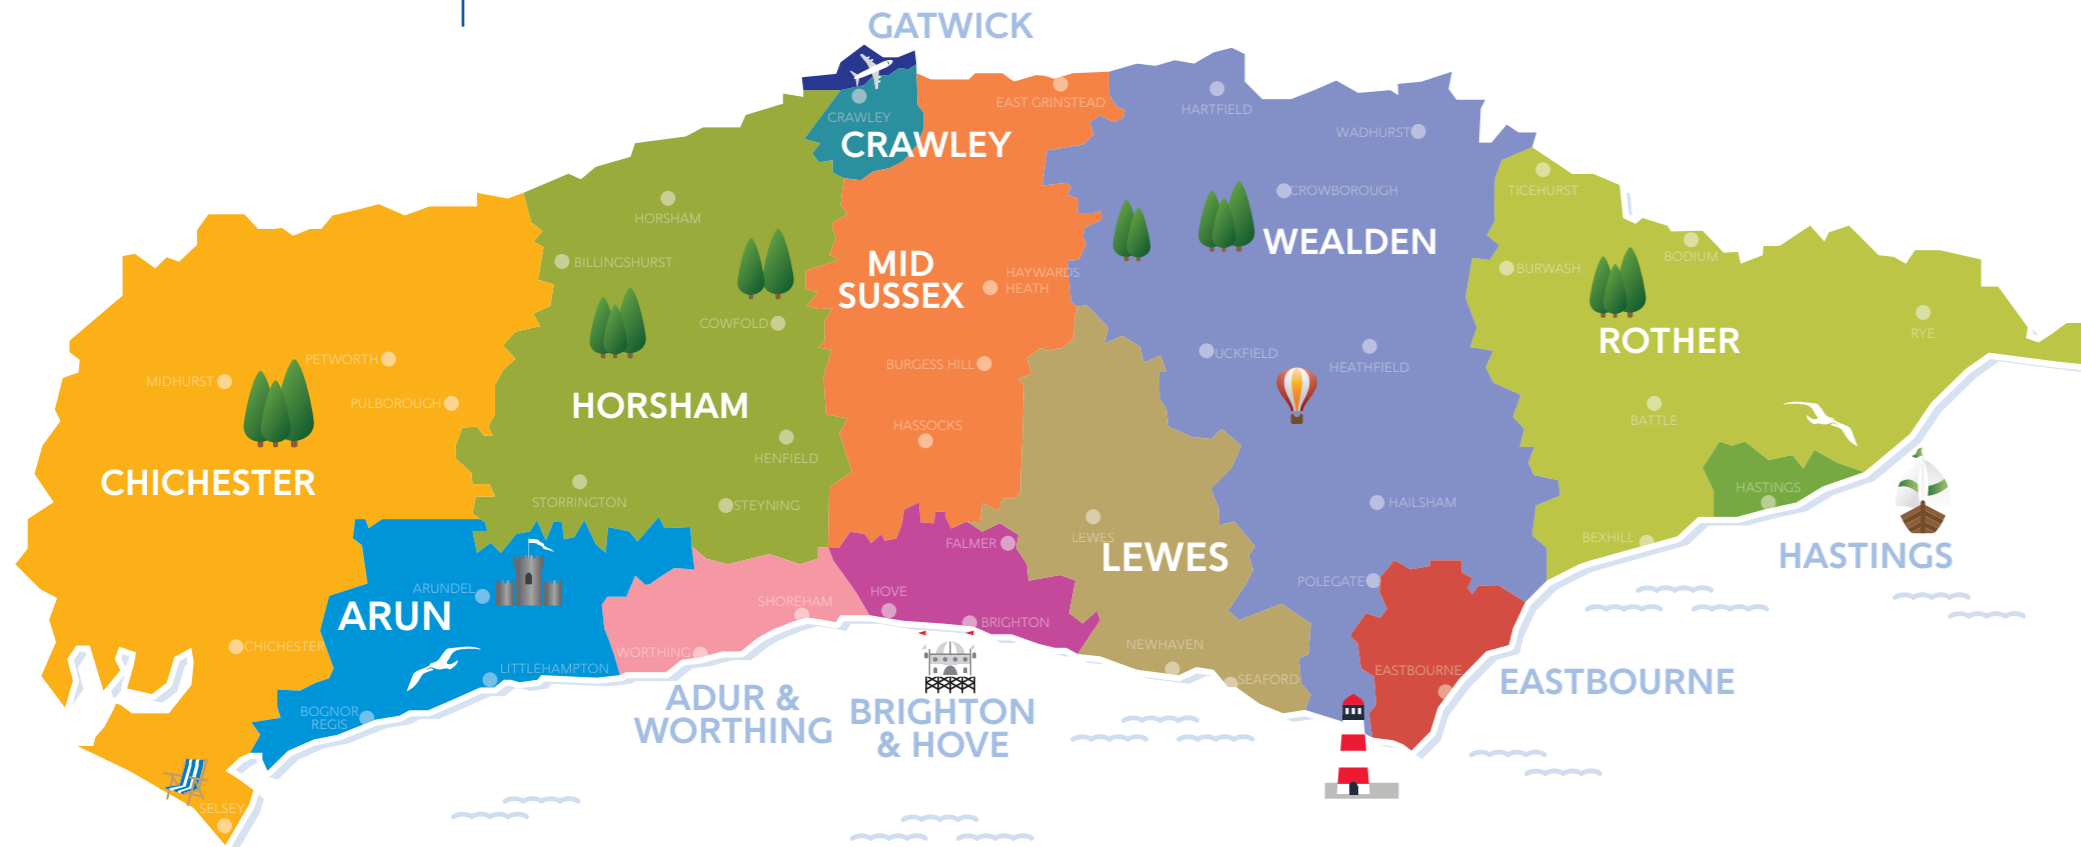 GATWICK
EAST GRINSTEAD
HARTFIELD
CRAWLEY
CRAWLEY
WADHURST
CROWBOROUGH
TICEHURST
HORSHAM
WEALDEN
BILLINGSHURST
MID
SUSSEX
HAYWARDS
HEATH
BURWASH
BODIUM
COWFOLD
ROTHER
RYE
PETWORTH
MIDHURST
PULBOROUGH
BURGESS HILL
UCKFIELD
HEATHFIELD
HORSHAM
HASSOCKS
BATTLE
HENFIELD
CHICHESTER
STORRINGTON
STEYNING
HAILSHAM
HASTINGS
LEWES
LEWES
FALMER
BEXHILL
HASTINGS
ARUNDEL
ARUN
HOVE
SHOREHAM
BRIGHTON
POLEGATE
CHICHESTER
LITTLEHAMPTON
WORTHING
NEWHAVEN
SEAFORD
EASTBOURNE
EASTBOURNE
BOGNOR
REGIS
ADUR &
WORTHING
BRIGHTON
& HOVE
SELSEY